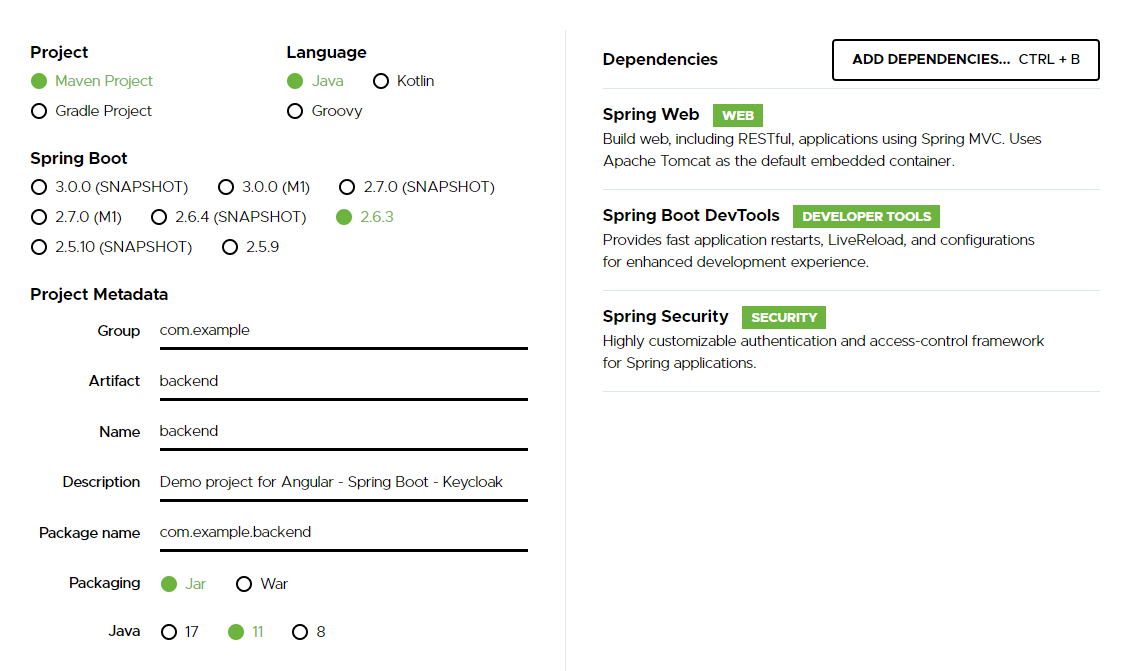 Project
Maven Project
Gradle Project
Language
Java Kotlin
Groovy
Spring Boot
3.0.0 (SNAPSHOT) 3.0.0 (M1) 2.7.0 (SNAPSHOT)
2.7.0 (M1) 2.6.4 (SNAPSHOT) 2.6.3
2.5.10 (SNAPSHOT) 2.5.9
Project Metadata
Group com.example
Artifact backend
Name backend
Description Demo project for Angular - Spring Boot - Keycloak
Package name com.example.backend
Packaging Jar War
Java 17 11 8
Dependencies ADD DEPENDENCIES... CTRL + B
Spring Web WEB
Build web, including RESTful, applications using Spring MVC. Uses
Apache Tomcat as the default embedded container.
Spring Boot DevTools DEVELOPER TOOLS
Provides fast application restarts, LiveReload, and configurations
for enhanced development experience.
Spring Security SECURITY
Highly customizable authentication and access-control framework
for Spring applications.